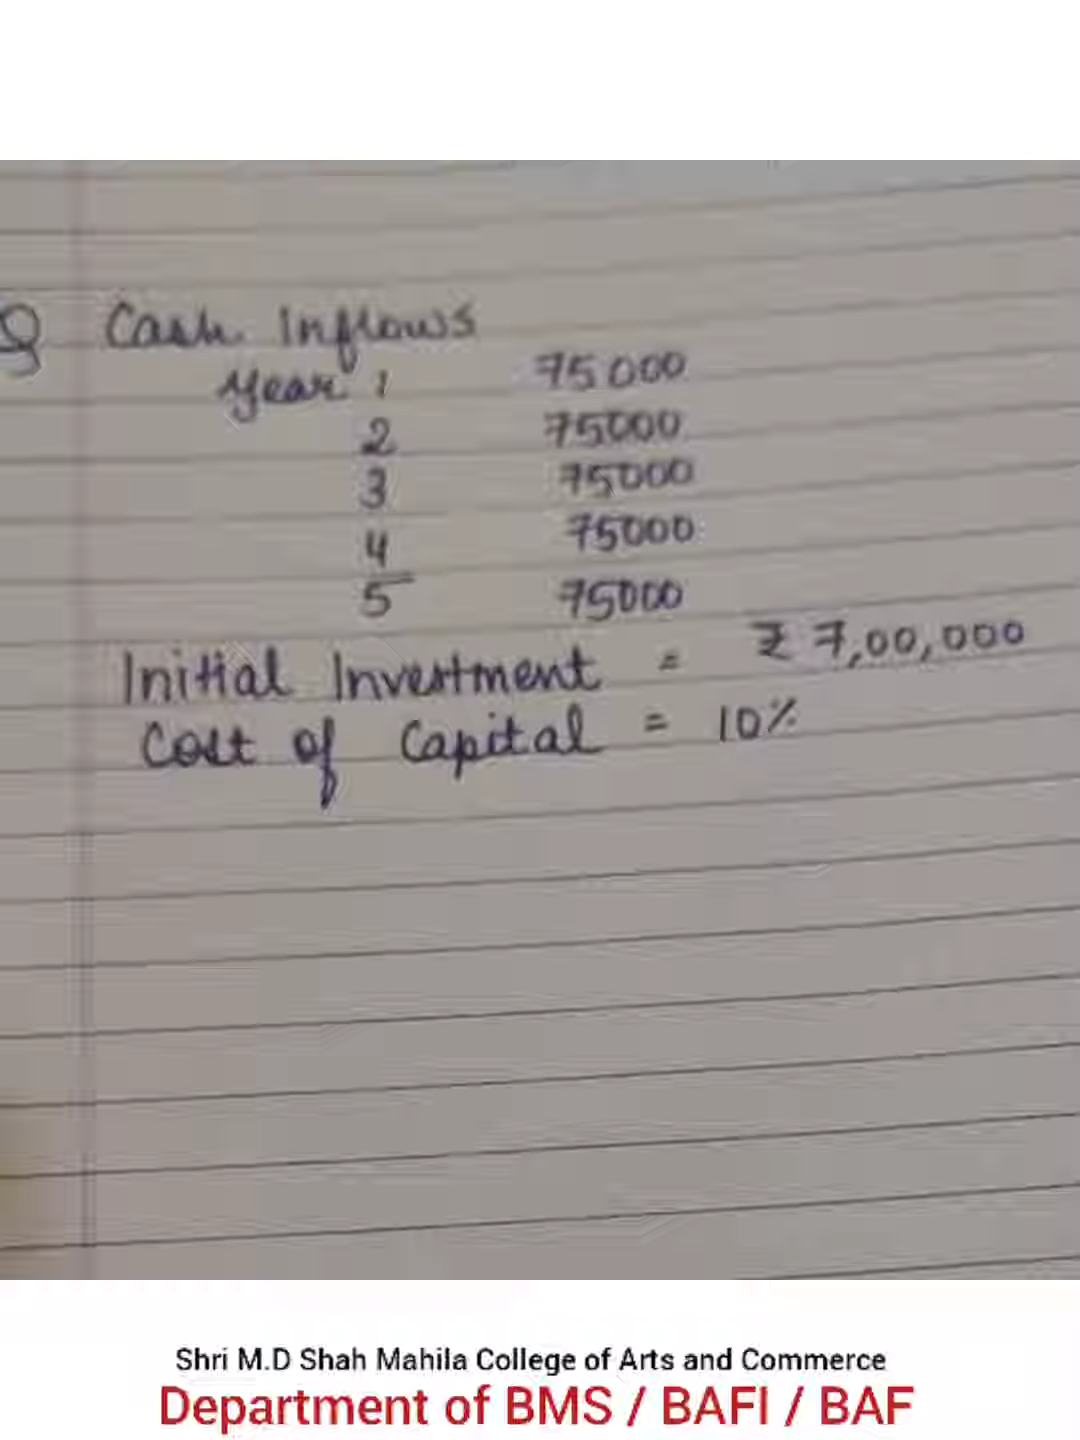 Q Cash Inflows
Year 1 75000
2 75000
3 75000
4 75000
5 75000
Initial Investment = ₹ 7,00,000
Cost of Capital = 10%
Shri M.D Shah Mahila College of Arts and Commerce
Department of BMS / BAFI / BAF